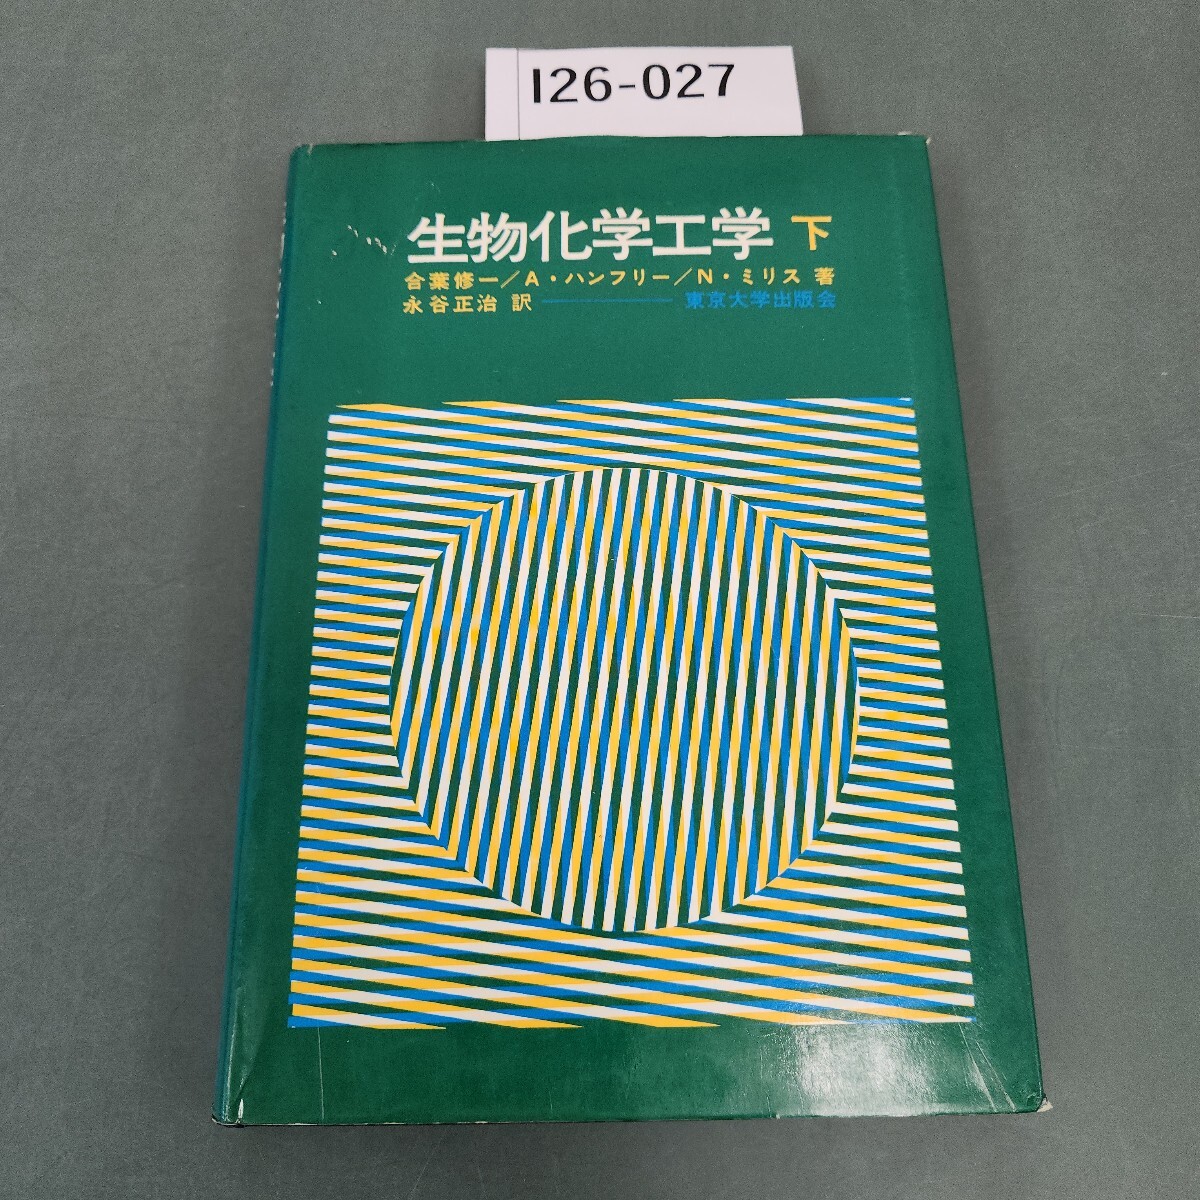 I26-027
生物化学工学 下
合葉修一/A・ハンフリー/N・ミリス 著
永谷正治 訳 ――― 東京大学出版会